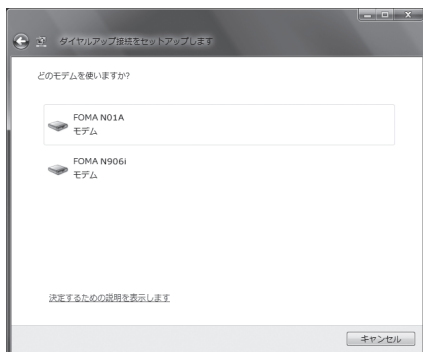 ダイヤルアップ接続をセットアップします
どのモデムを使いますか?
FOMA N01A
モデム
FOMA N906i
モデム
決定するための説明を表示します
キャンセル